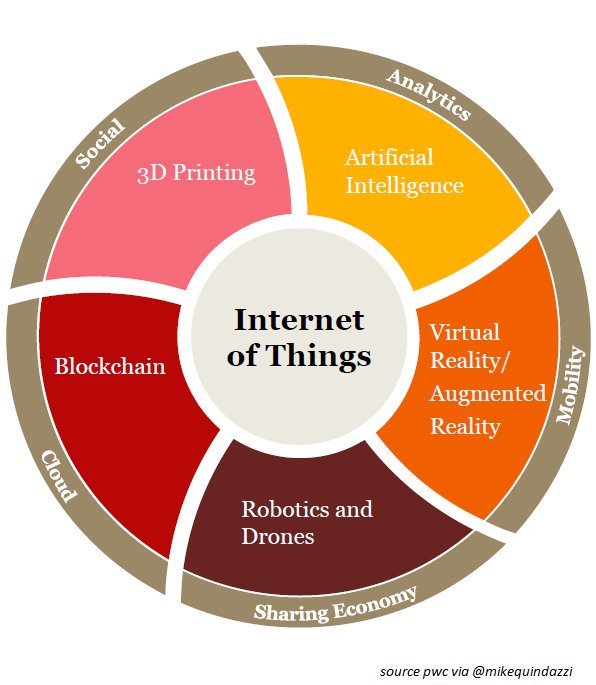 Social
Analytics
3D Printing
Artificial
Intelligence
Internet
of Things
Virtual
Reality/
Augmented
Reality
Mobility
Blockchain
Cloud
Robotics and
Drones
Sharing Economy
source pwc via @mikequindazzi